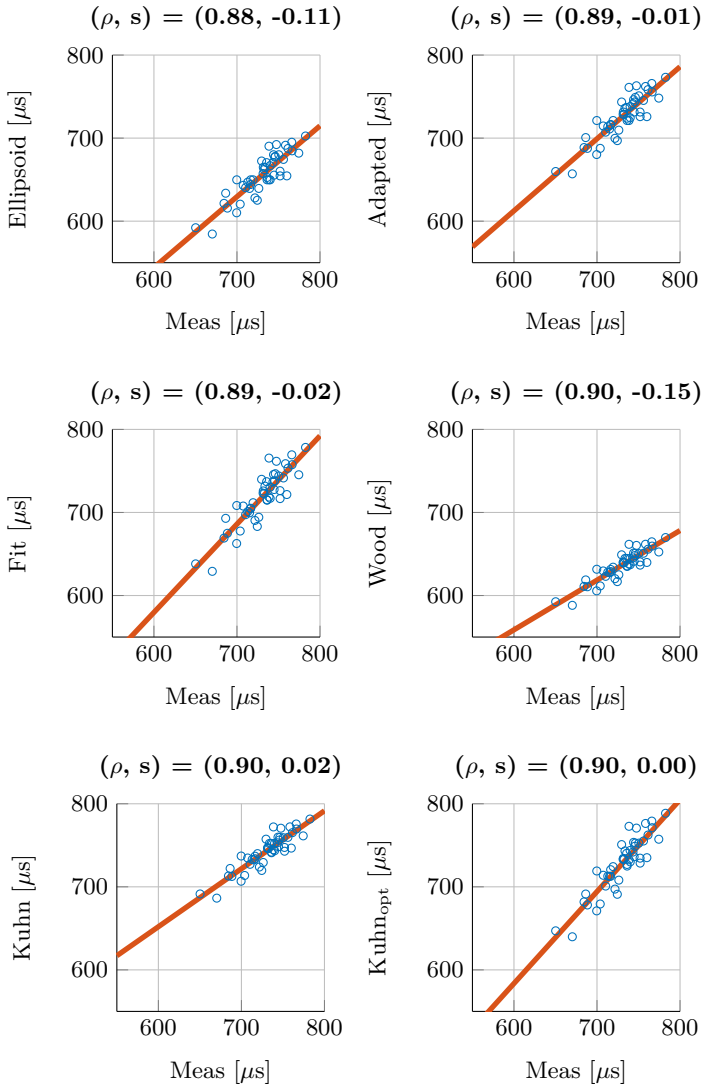 (ρ, s) = (0.88, -0.11)
800
700
600
600 700 800
Ellipsoid [μs]
Meas [μs]
(ρ, s) = (0.89, -0.01)
800
700
600
600 700 800
Adapted [μs]
Meas [μs]
(ρ, s) = (0.89, -0.02)
800
700
600
600 700 800
Fit [μs]
Meas [μs]
(ρ, s) = (0.90, -0.15)
800
700
600
600 700 800
Wood [μs]
Meas [μs]
(ρ, s) = (0.90, 0.02)
800
700
600
600 700 800
Kuhn [μs]
Meas [μs]
(ρ, s) = (0.90, 0.00)
800
700
600
600 700 800
Kuhn_opt [μs]
Meas [μs]